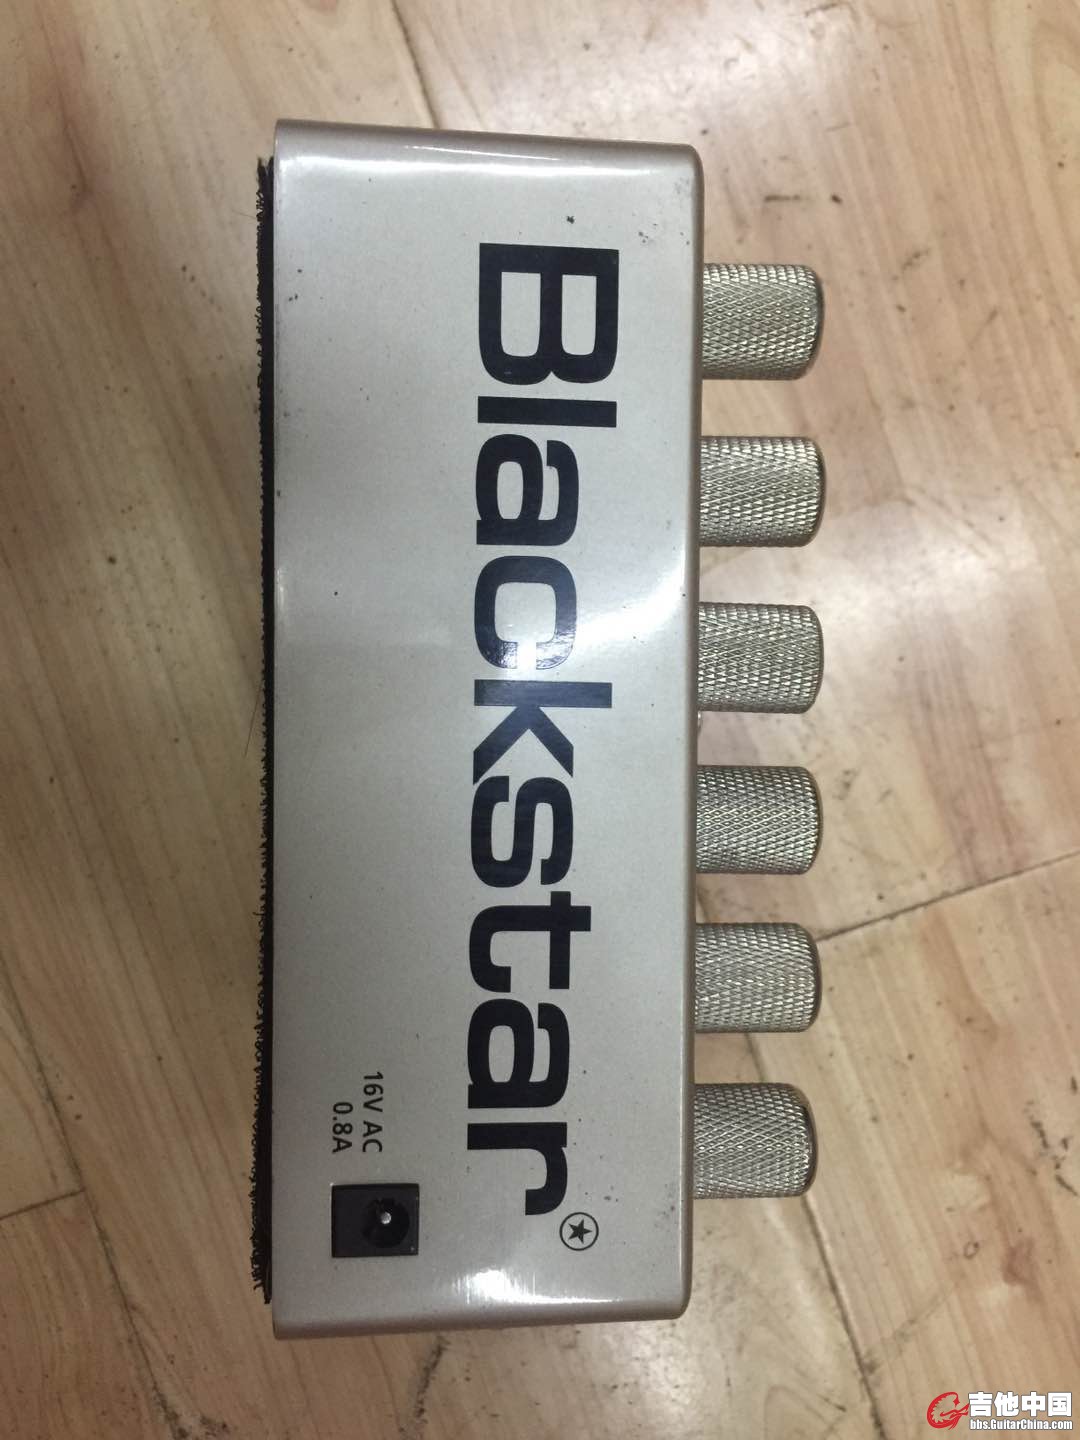 Blackstar
16V AC
0.8A
吉他中国
bbs.GuitarChina.com